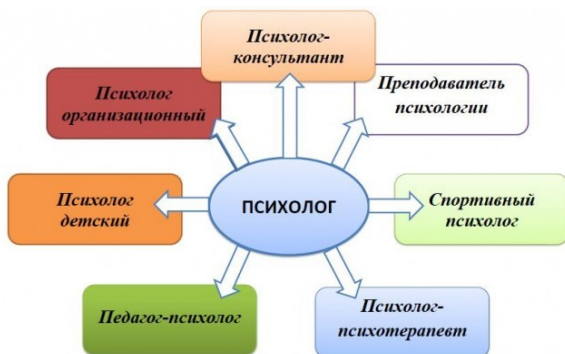 Психолог-
консультант
Психолог
организационный
Преподаватель
психологии
Психолог
детский
ПСИХОЛОГ
Спортивный
психолог
Педагог-психолог
Психолог-
психотерапевт